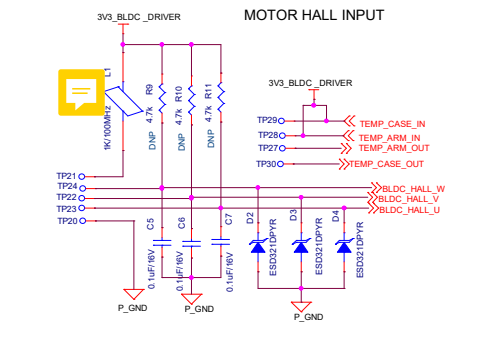 MOTOR HALL INPUT
3V3_BLDC _DRIVER
L1
1K/100MHz
R9
4.7k
DNP
R10
4.7k
DNP
R11
4.7k
DNP
3V3_BLDC _DRIVER
TP29
TEMP_CASE_IN
TP28
TEMP_ARM_IN
TP27
TEMP_ARM_OUT
TP30
TEMP_CASE_OUT
TP21
TP24
BLDC_HALL_W
TP22
BLDC_HALL_V
TP23
BLDC_HALL_U
TP20
C5
0.1uF/16V
C6
0.1uF/16V
C7
0.1uF/16V
D2
ESD321DPYR
D3
ESD321DPYR
D4
ESD321DPYR
P_GND
P_GND
P_GND